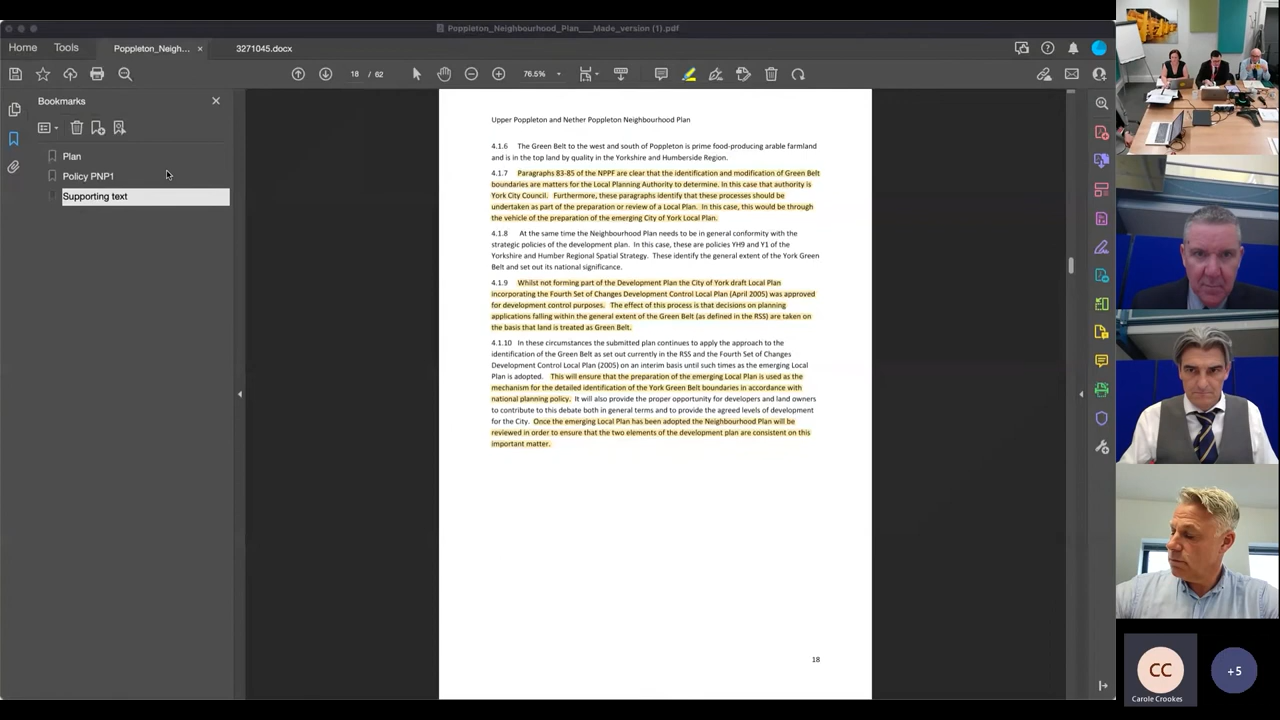 Poppleton_Neighbourhood_Plan___Made_version (1).pdf
Home
Tools
Poppleton_Neigh...
3271045.docx
18 / 62
76.5%
Bookmarks
Plan
Policy PNP1
Supporting text
Upper Poppleton and Nether Poppleton Neighbourhood Plan
4.1.6 The Green Belt to the west and south of Poppleton is prime food-producing arable farmland
and is in the top land by quality in the Yorkshire and Humberside Region.
4.1.7 Paragraphs 83-85 of the NPPF are clear that the identification and modification of Green Belt
boundaries are matters for the Local Planning Authority to determine. In this case that authority is
York City Council. Furthermore, these paragraphs identify that these processes should be
undertaken as part of the preparation or review of a Local Plan. In this case, this would be through
the vehicle of the preparation of the emerging City of York Local Plan.
4.1.8 At the same time the Neighbourhood Plan needs to be in general conformity with the
strategic policies of the development plan. In this case, these are policies YH9 and Y1 of the
Yorkshire and Humber Regional Spatial Strategy. These identify the general extent of the York Green
Belt and set out its national significance.
4.1.9 Whilst not forming part of the Development Plan the City of York draft Local Plan
incorporating the Fourth Set of Changes Development Control Local Plan (April 2005) was approved
for development control purposes. The effect of this process is that decisions on planning
applications falling within the general extent of the Green Belt (as defined in the RSS) are taken on
the basis that land is treated as Green Belt.
4.1.10 In these circumstances the submitted plan continues to apply the approach to the
identification of the Green Belt as set out currently in the RSS and the Fourth Set of Changes
Development Control Local Plan (2005) on an interim basis until such times as the emerging Local
Plan is adopted. This will ensure that the preparation of the emerging Local Plan is used as the
mechanism for the detailed identification of the York Green Belt boundaries in accordance with
national planning policy. It will also provide the proper opportunity for developers and land owners
to contribute to this debate both in general terms and to provide the agreed levels of development
for the City. Once the emerging Local Plan has been adopted the Neighbourhood Plan will be
reviewed in order to ensure that the two elements of the development plan are consistent on this
important matter.
18
CC
+5
Carole Crookes